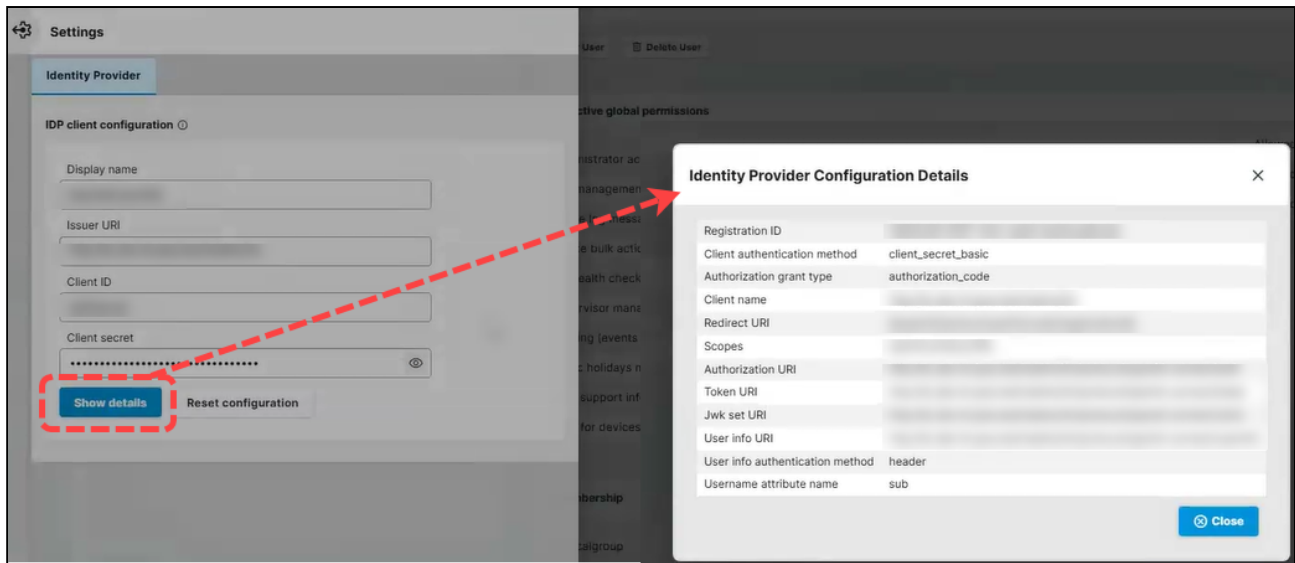 Settings
Identity Provider
IDP client configuration
Display name
Issuer URI
Client ID
Client secret
Show details
Reset configuration
User
Delete User
ctive global permissions
nistrator ac
managemen
e bulk actic
ealth check
rvisor mana
ing (events
c holidays n
support inf
for devices
bership
calgroup
Identity Provider Configuration Details
Registration ID
Client authentication method client_secret_basic
Authorization grant type authorization_code
Client name
Redirect URI
Scopes
Authorization URI
Token URI
Jwk set URI
User info URI
User info authentication method header
Username attribute name sub
Close